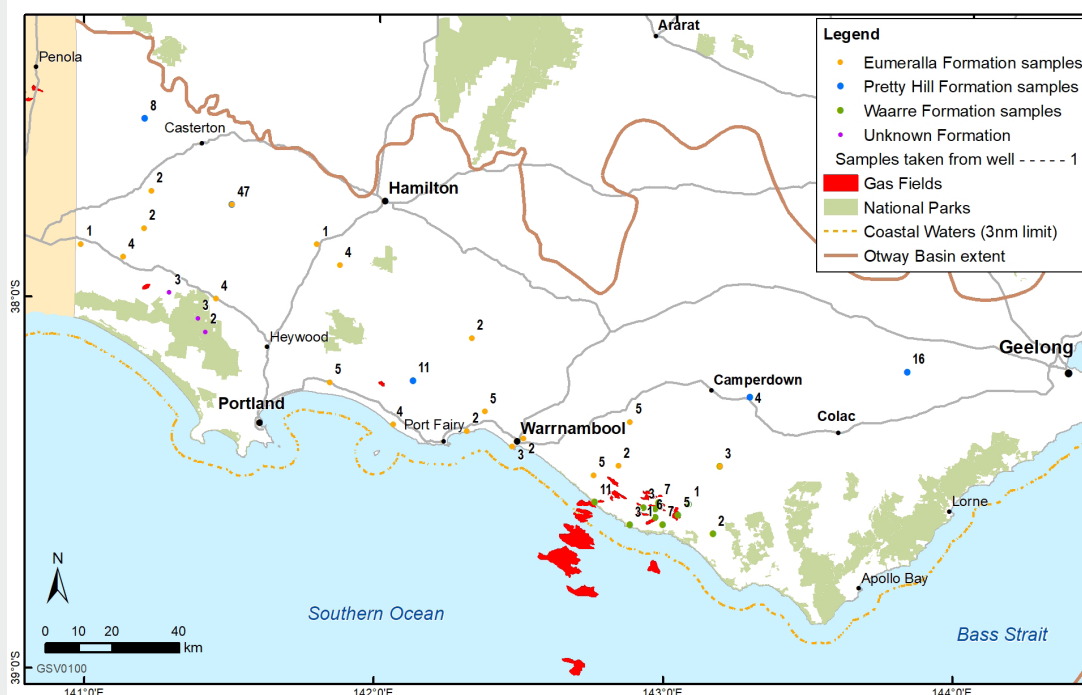 Ararat
Penola
8
Casterton
Legend
Eumeralla Formation samples
Pretty Hill Formation samples
Waarre Formation samples
Unknown Formation
Samples taken from well - - - - - 1
Gas Fields
National Parks
Coastal Waters (3nm limit)
Otway Basin extent
2
47
Hamilton
2
1
4
1
4
3
4
3
2
38°0'S
Heywood
2
5
11
16
Geelong
Camperdown
4
Portland
4
Port Fairy
5
2
Warrnambool
3
2
5
Colac
5
2
3
11
3
7
1
6
5
3
1
7
2
Lorne
Apollo Bay
N
Southern Ocean
Bass Strait
0 10 20 40
km
GSV0100
39°0'S
141°0'E
142°0'E
143°0'E
144°0'E